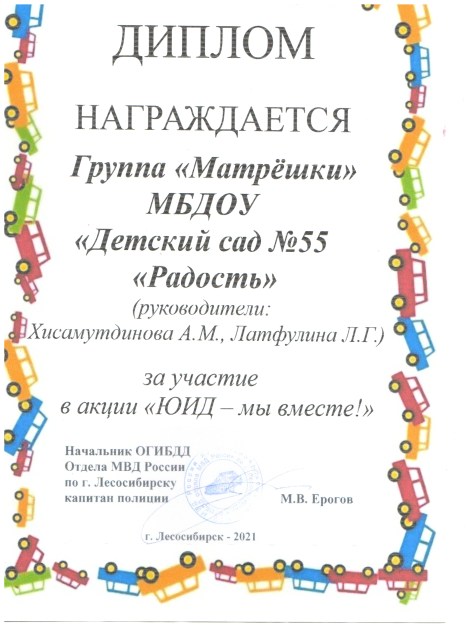 ДИПЛОМ
НАГРАЖДАЕТСЯ
Группа «Матрёшки»
МБДОУ
«Детский сад №55
«Радость»
(руководители:
Хисамутдинова А.М., Латфулина Л.Г.)
за участие
в акции «ЮИД – мы вместе!»
Начальник ОГИБДД
Отдела МВД России
по г. Лесосибирску
капитан полиции М.В. Ерогов
г. Лесосибирск - 2021